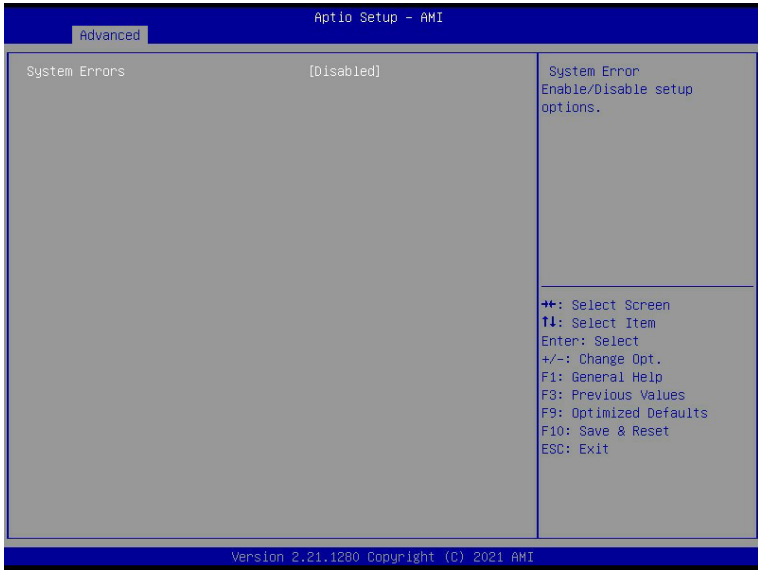 Aptio Setup – AMI
Advanced
System Errors [Disabled]
System Error
Enable/Disable setup
options.
→←: Select Screen
↑↓: Select Item
Enter: Select
+/-: Change Opt.
F1: General Help
F3: Previous Values
F9: Optimized Defaults
F10: Save & Reset
ESC: Exit
Version 2.21.1280 Copyright (C) 2021 AMI